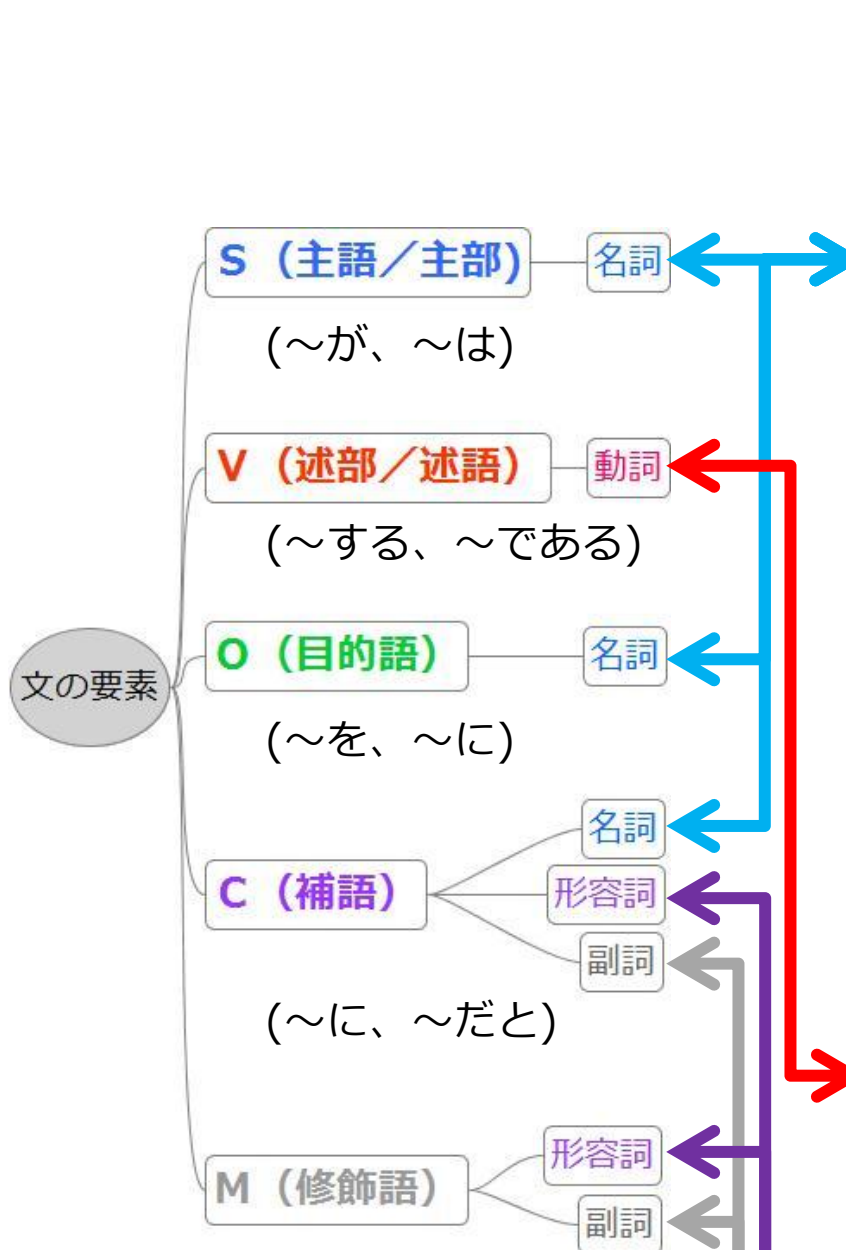 S（主語／主部) 名詞
(～が、～は)
V（述部／述語） 動詞
(～する、～である)
O（目的語） 名詞
文の要素
(～を、～に)
名詞
C（補語） 形容詞
副詞
(～に、～だと)
形容詞
M（修飾語）
副詞